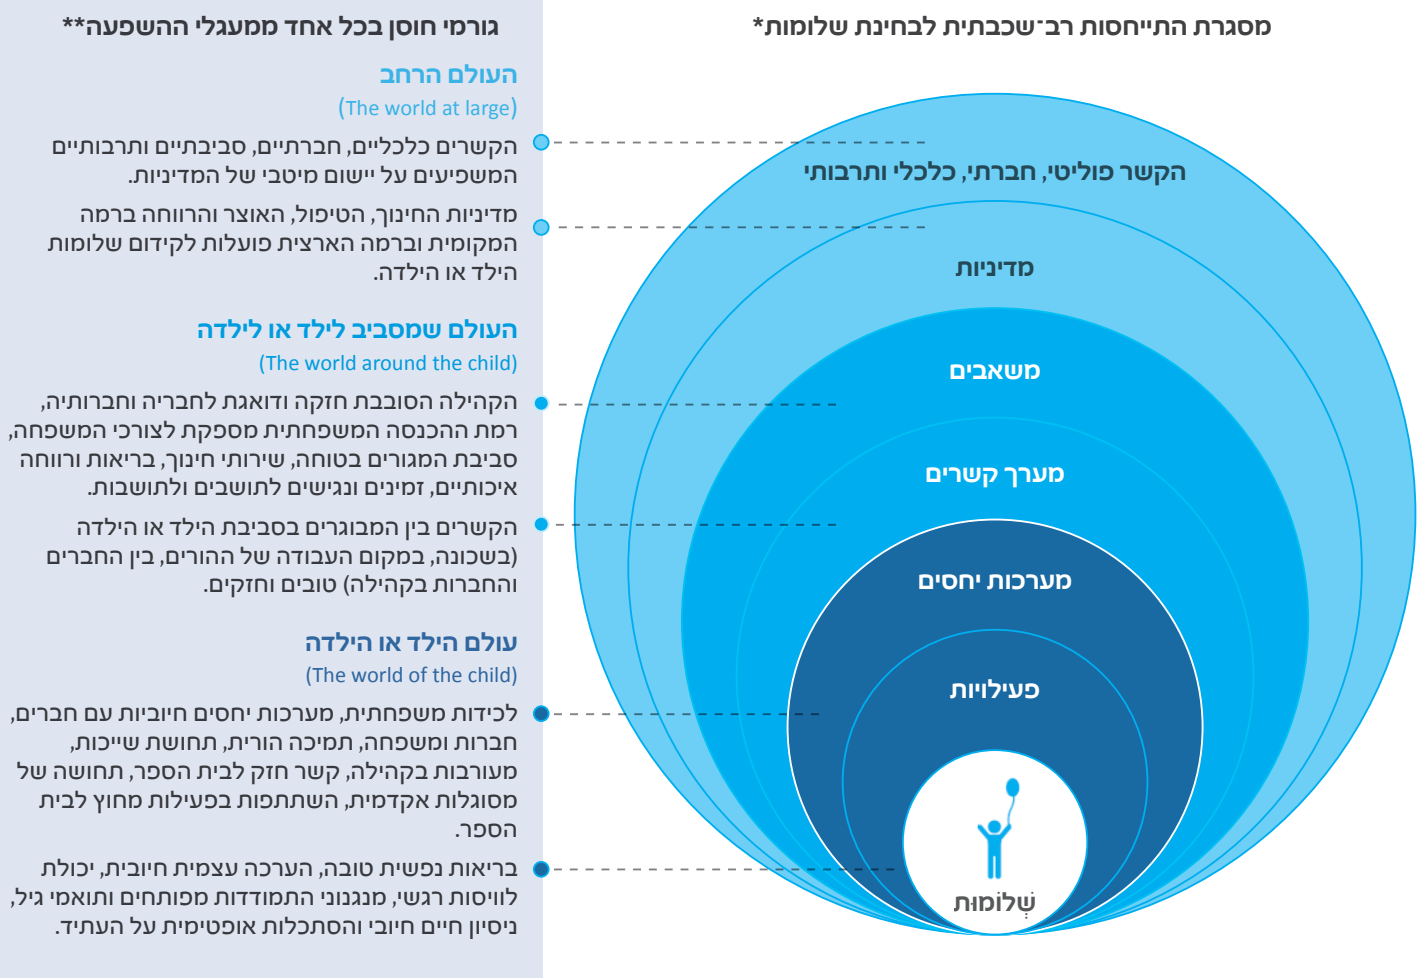 מסגרת התייחסות רב־שכבתית לבחינת שלומות*
הקשר פוליטי, חברתי, כלכלי ותרבותי
מדיניות
משאבים
מערך קשרים
מערכות יחסים
פעילויות
שְׁלוֹמוּת
גורמי חוסן בכל אחד ממעגלי ההשפעה**
העולם הרחב
(The world at large)
הקשרים כלכליים, חברתיים, סביבתיים ותרבותיים
המשפיעים על יישום מיטבי של המדיניות.
מדיניות החינוך, הטיפול, האוצר והרווחה ברמה
המקומית וברמה הארצית פועלות לקידום שלומות
הילד או הילדה.
העולם שמסביב לילד או לילדה
(The world around the child)
הקהילה הסובבת חזקה ודואגת לחבריה וחברותיה,
רמת ההכנסה המשפחתית מספקת לצורכי המשפחה,
סביבת המגורים בטוחה, שירותי חינוך, בריאות ורווחה
איכותיים, זמינים ונגישים לתושבים ולתושבות.
הקשרים בין המבוגרים בסביבת הילד או הילדה
(בשכונה, במקום העבודה של ההורים, בין החברים
והחברות בקהילה) טובים וחזקים.
עולם הילד או הילדה
(The world of the child)
לכידות משפחתית, מערכות יחסים חיוביות עם חברים,
חברות ומשפחה, תמיכה הורית, תחושת שייכות,
מעורבות בקהילה, קשר חזק לבית הספר, תחושה של
מסוגלות אקדמית, השתתפות בפעילות מחוץ לבית
הספר.
בריאות נפשית טובה, הערכה עצמית חיובית, יכולת
לוויסות רגשי, מנגנוני התמודדות מפותחים ותואמי גיל,
ניסיון חיים חיובי והסתכלות אופטימית על העתיד.